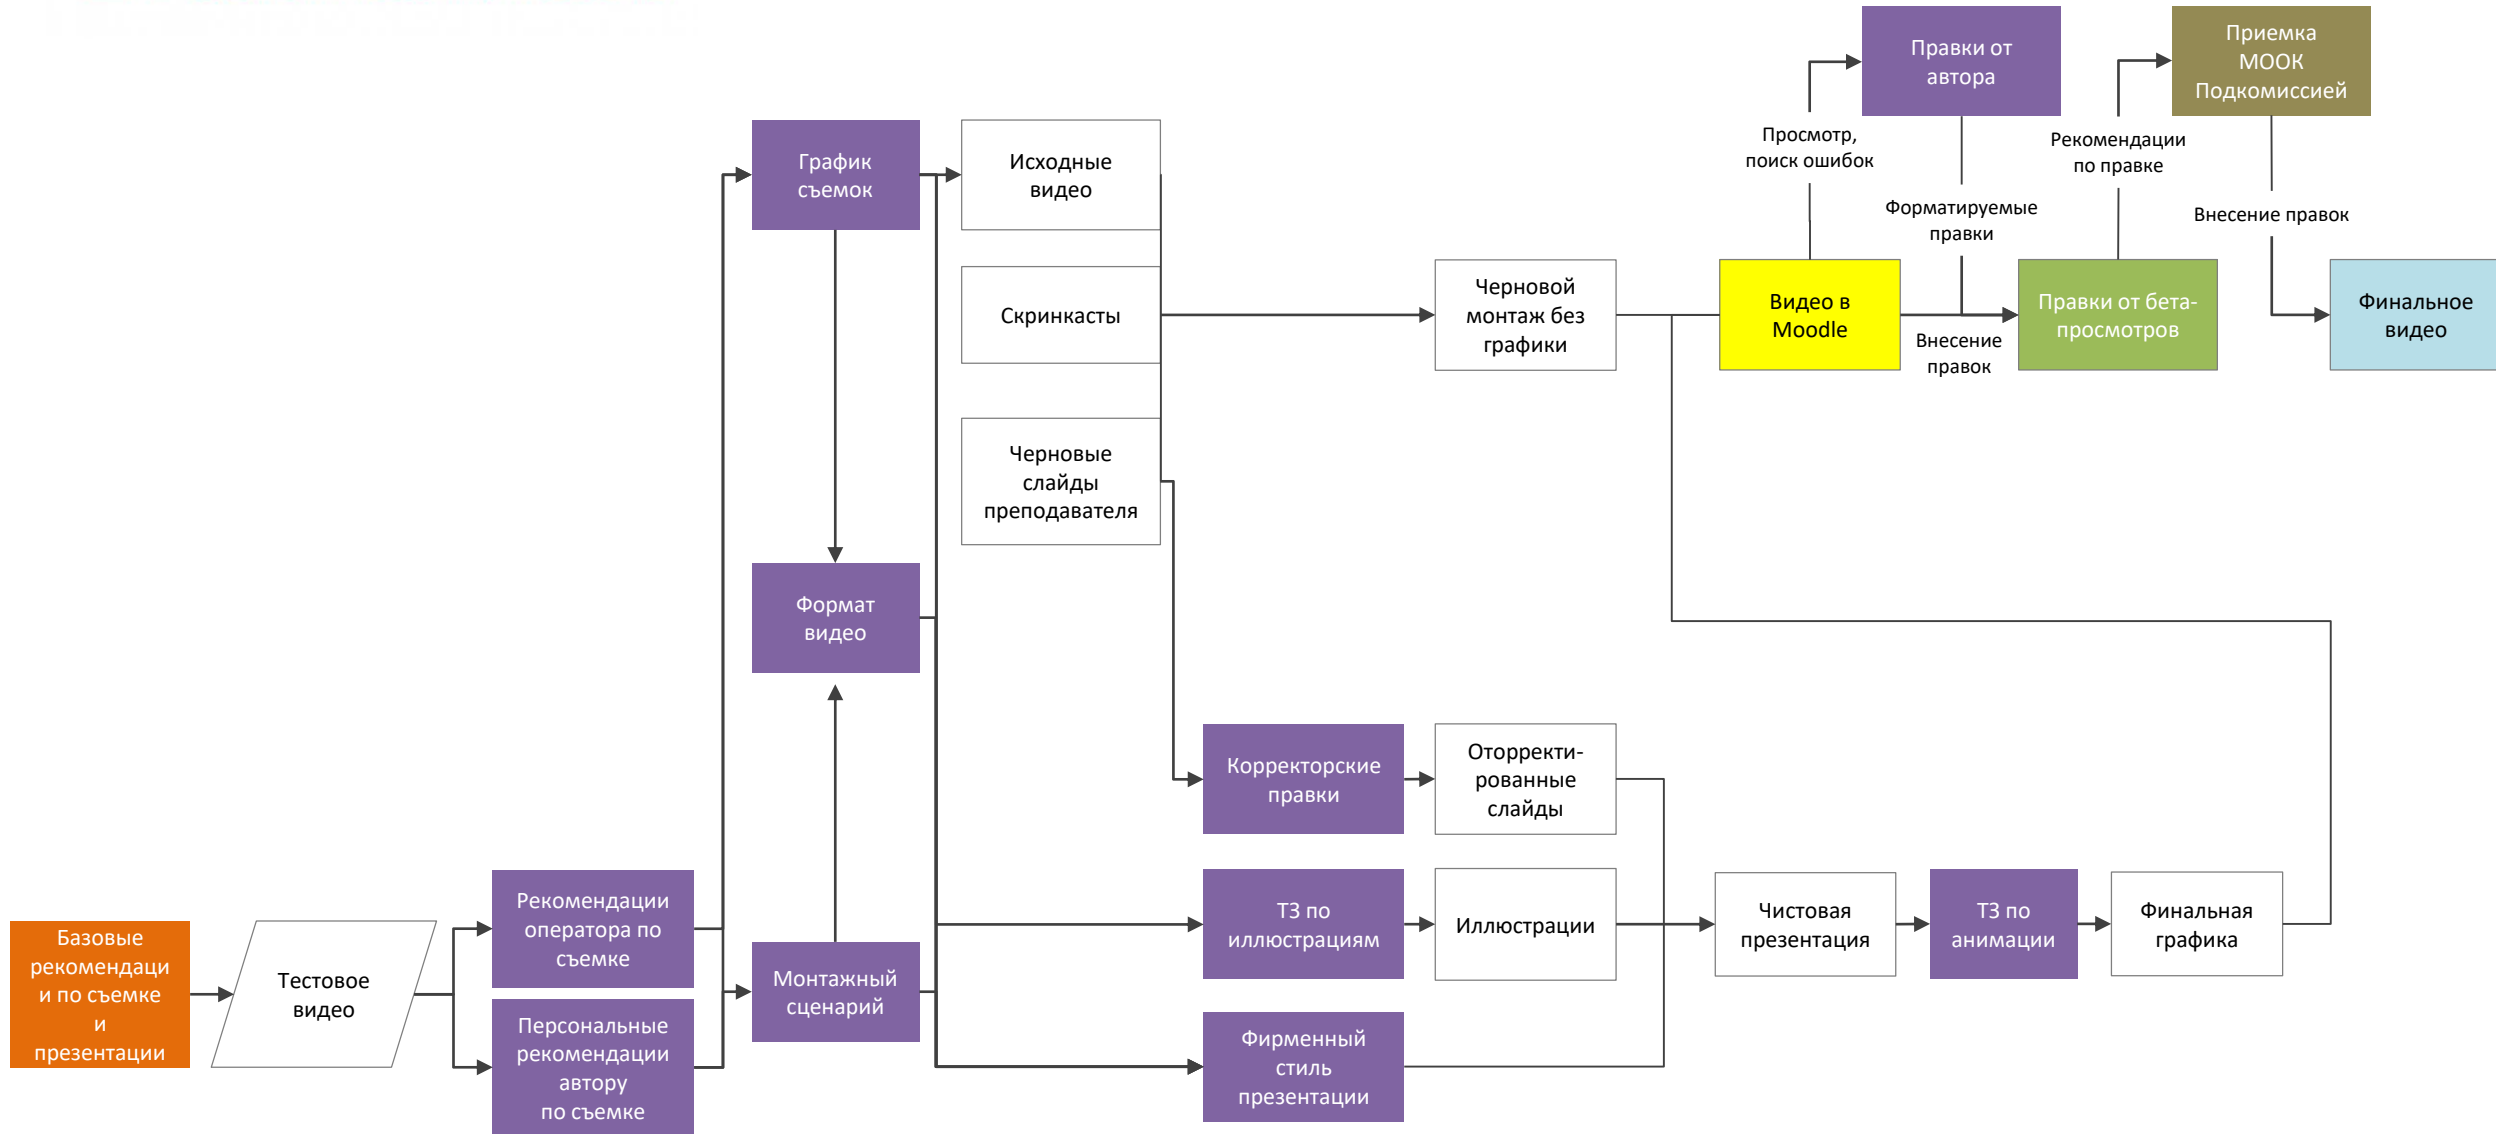 Правки от
автора
Приемка
МООК
Подкомиссией
Просмотр,
поиск ошибок
Рекомендации
по правке
Форматируемые
правки
Внесение правок
График
съемок
Исходные
видео
Скринкасты
Черновой
монтаж без
графики
Видео в
Moodle
Внесение
правок
Правки от бета-
просмотров
Финальное
видео
Черновые
слайды
преподавателя
Формат
видео
Корректорские
правки
Оторректи-
рованные
слайды
Рекомендации
оператора по
съемке
ТЗ по
иллюстрациям
Иллюстрации
Чистовая
презентация
ТЗ по
анимации
Финальная
графика
Базовые
рекомендаци
и по съемке
и
презентации
Тестовое
видео
Монтажный
сценарий
Персональные
рекомендации
автору
по съемке
Фирменный
стиль
презентации